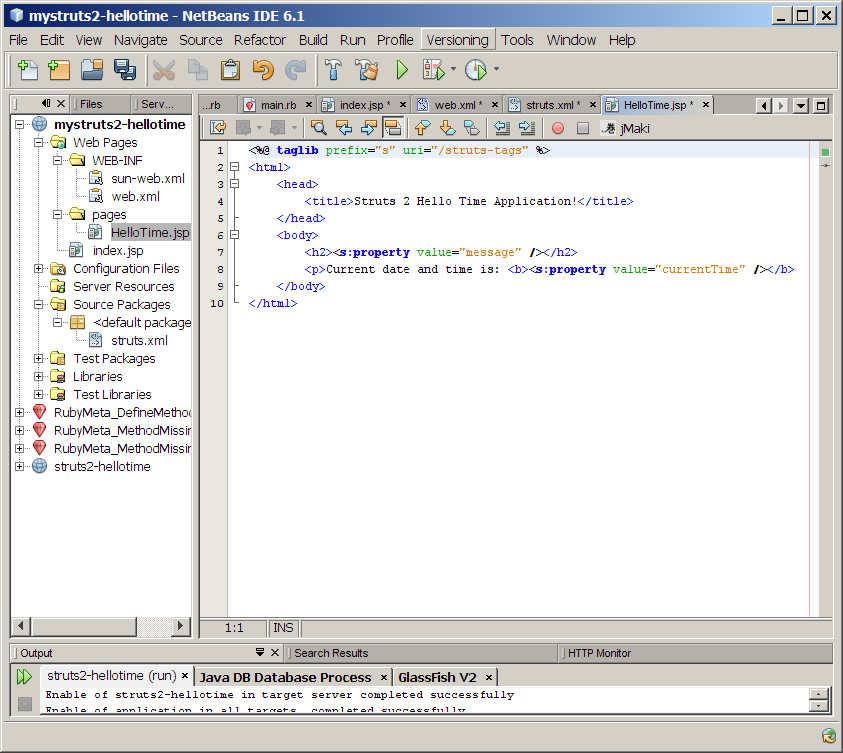 mystruts2-hellotime - NetBeans IDE 6.1
File Edit View Navigate Source Refactor Build Run Profile Versioning Tools Window Help
Files Serv...
...rb main.rb index.jsp * web.xml * struts.xml * HelloTime.jsp *
jMaki
mystruts2-hellotime
Web Pages
WEB-INF
sun-web.xml
web.xml
pages
HelloTime.jsp
index.jsp
Configuration Files
Server Resources
Source Packages
<default package
struts.xml
Test Packages
Libraries
Test Libraries
RubyMeta_DefineMethod
RubyMeta_MethodMissin
RubyMeta_MethodMissin
struts2-hellotime
1 <%@ taglib prefix="s" uri="/struts-tags" %>
2 <html>
3 <head>
4 <title>Struts 2 Hello Time Application!</title>
5 </head>
6 <body>
7 <h2><s:property value="message" /></h2>
8 <p>Current date and time is: <b><s:property value="currentTime" /></b>
9 </body>
10 </html>
1:1 INS
Output Search Results HTTP Monitor
struts2-hellotime (run) Java DB Database Process GlassFish V2
Enable of struts2-hellotime in target server completed successfully
Enable of application in all targets completed successfully